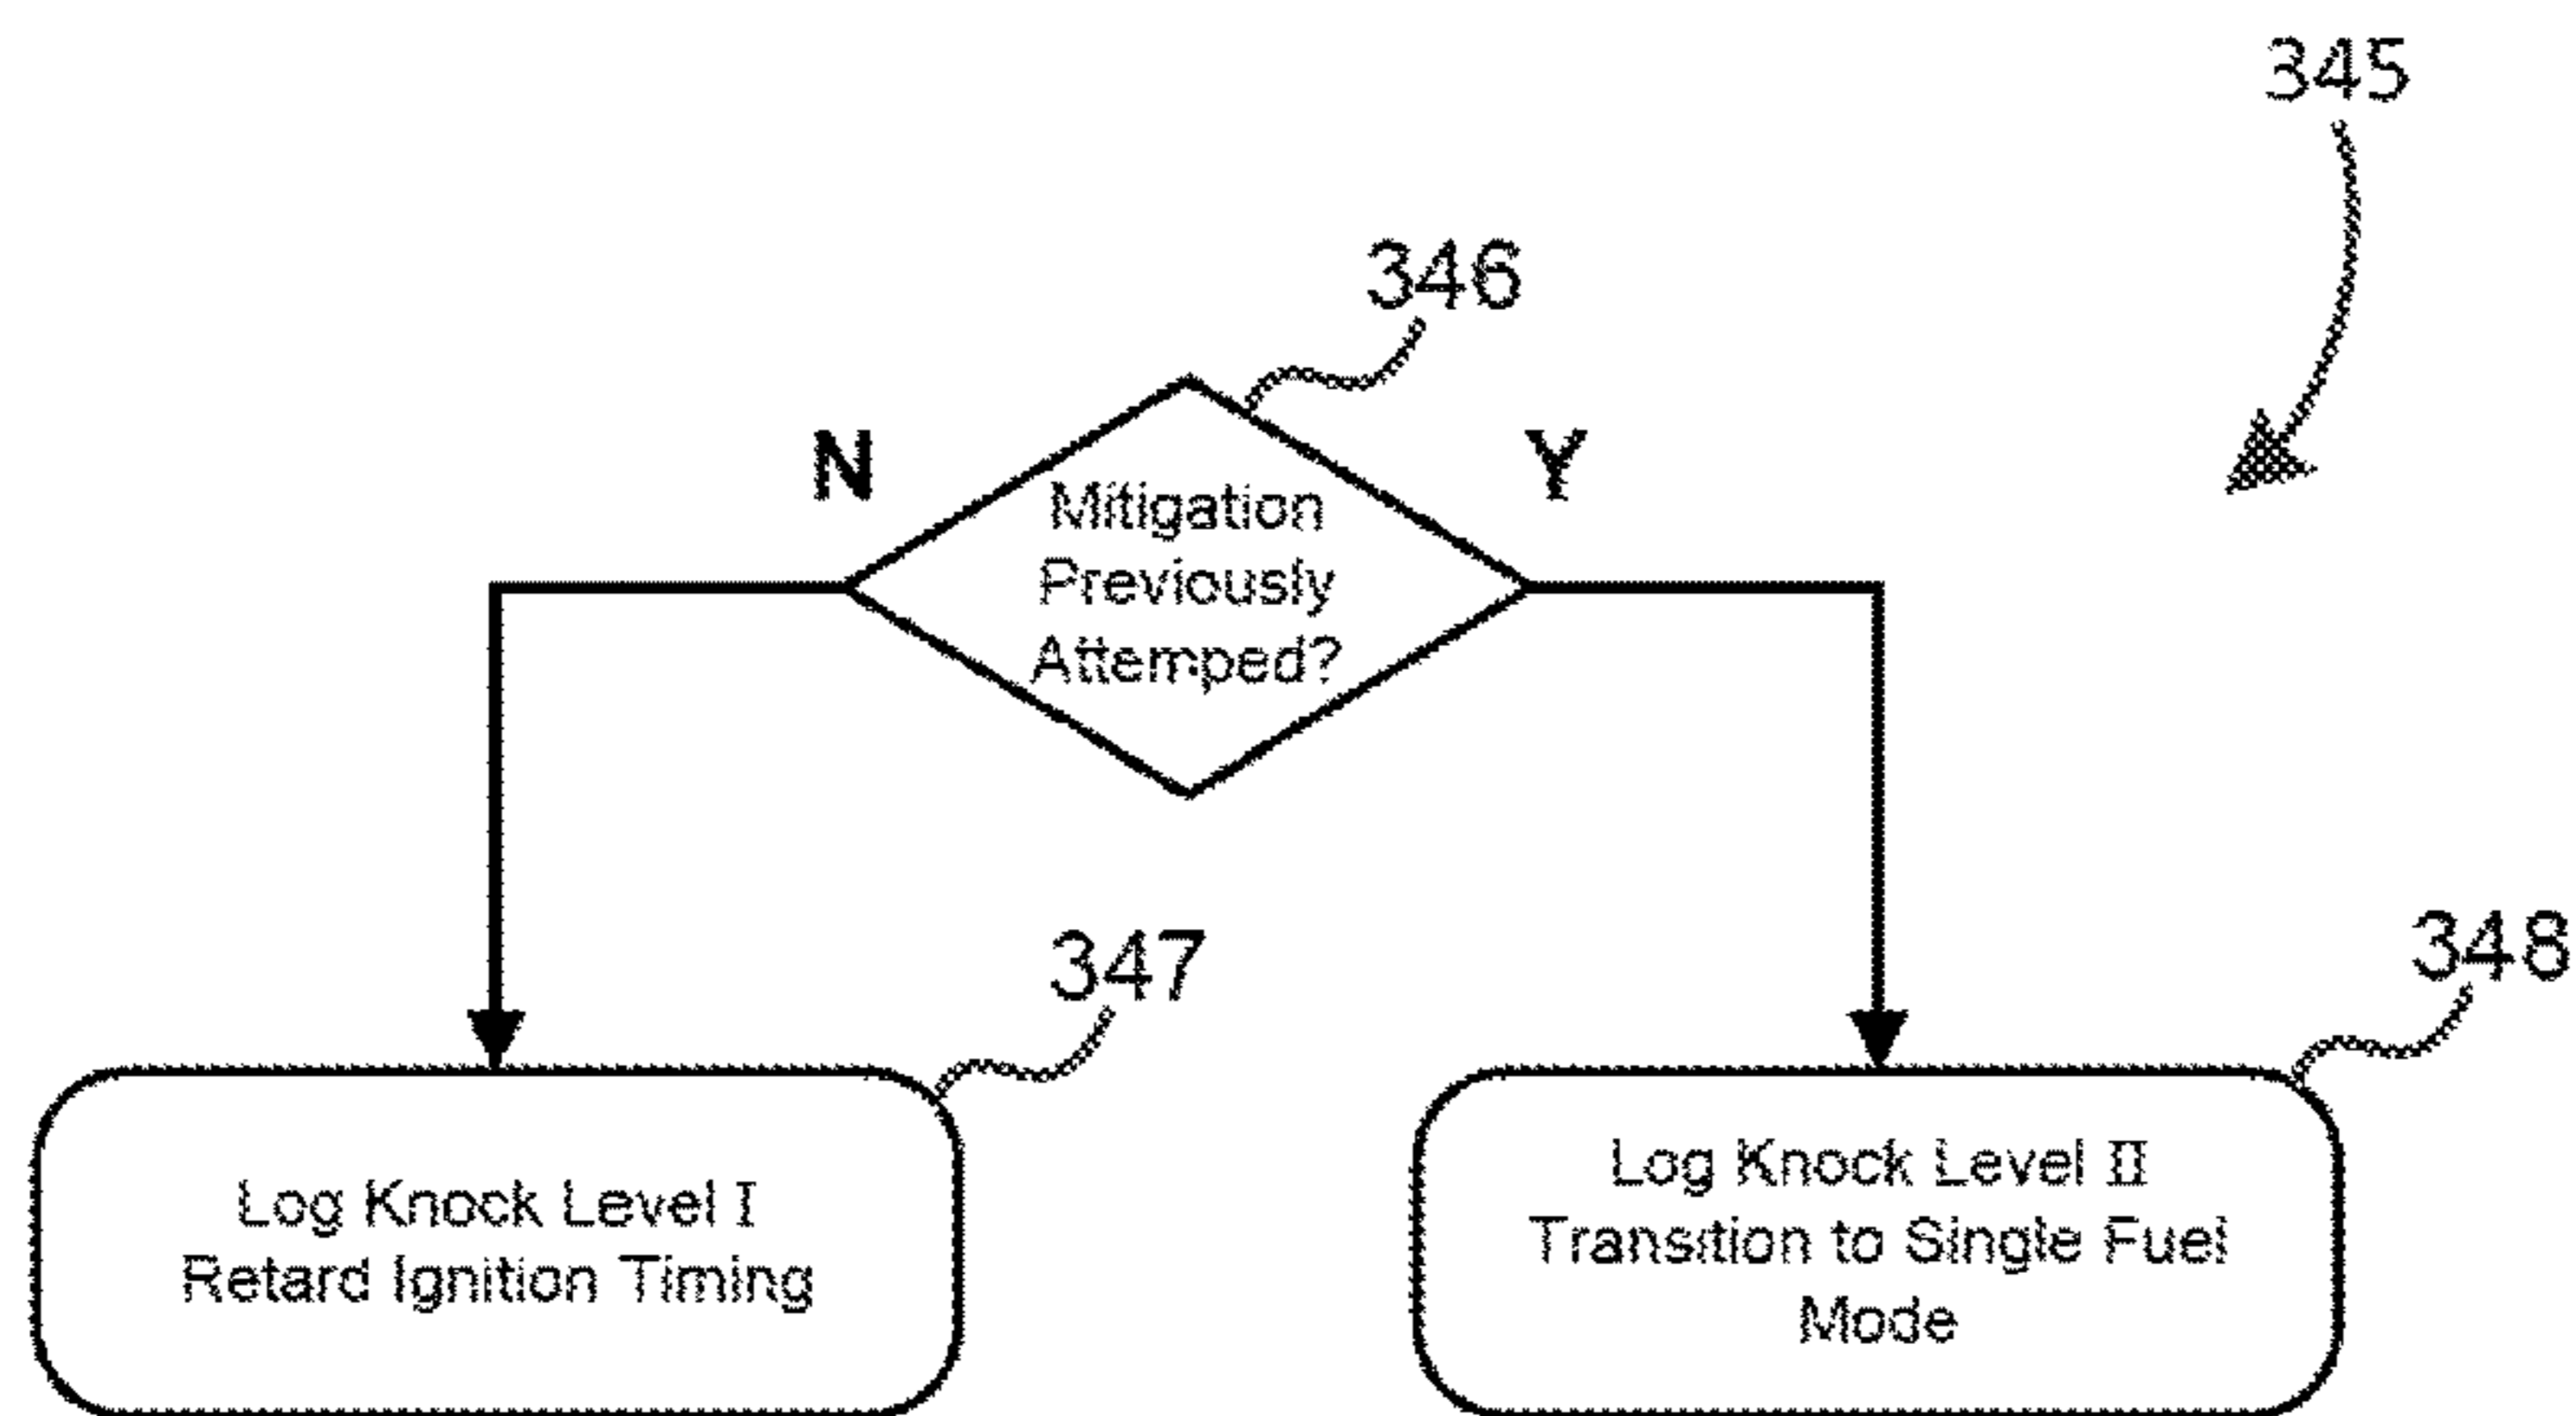 345
346
N
Y
Mitigation
Previously
Attemped?
347
348
Log Knock Level I
Retard Ignition Timing
Log Knock Level II
Transition to Single Fuel
Mode